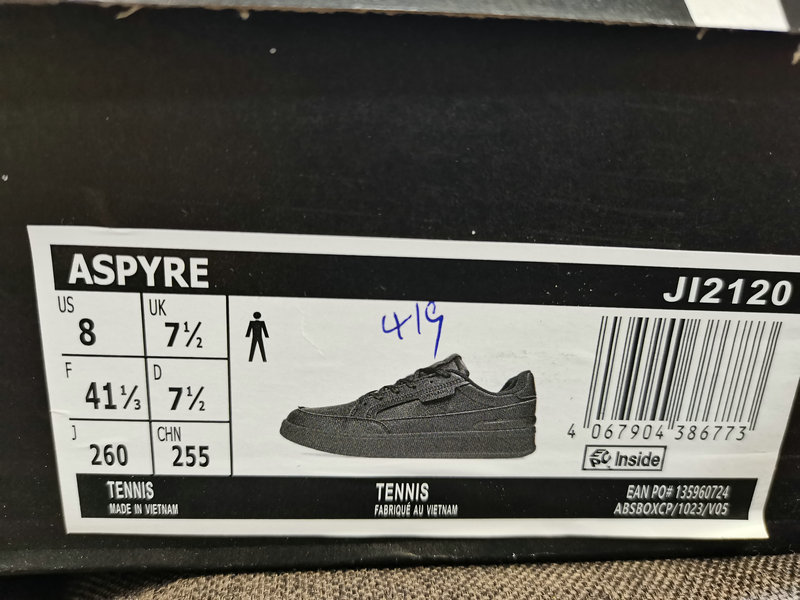 ASPYRE
JI2120
US 8 UK 7½
F 41⅓ D 7½
J 260 CHN 255
419
4 067904 386773
Inside
TENNIS
MADE IN VIETNAM
TENNIS
FABRIQUÉ AU VIETNAM
EAN PO# 135960724
ABSBOXCP/1023/V05